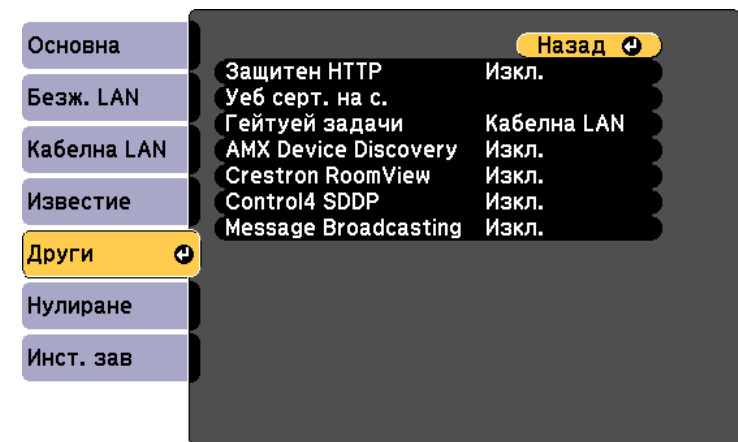 Основна
Безж. LAN
Кабелна LAN
Известие
Други
Нулиране
Инст. зав
Назад
Защитен HTTP Изкл.
Уеб серт. на с.
Гейтуей задачи Кабелна LAN
AMX Device Discovery Изкл.
Crestron RoomView Изкл.
Control4 SDDP Изкл.
Message Broadcasting Изкл.